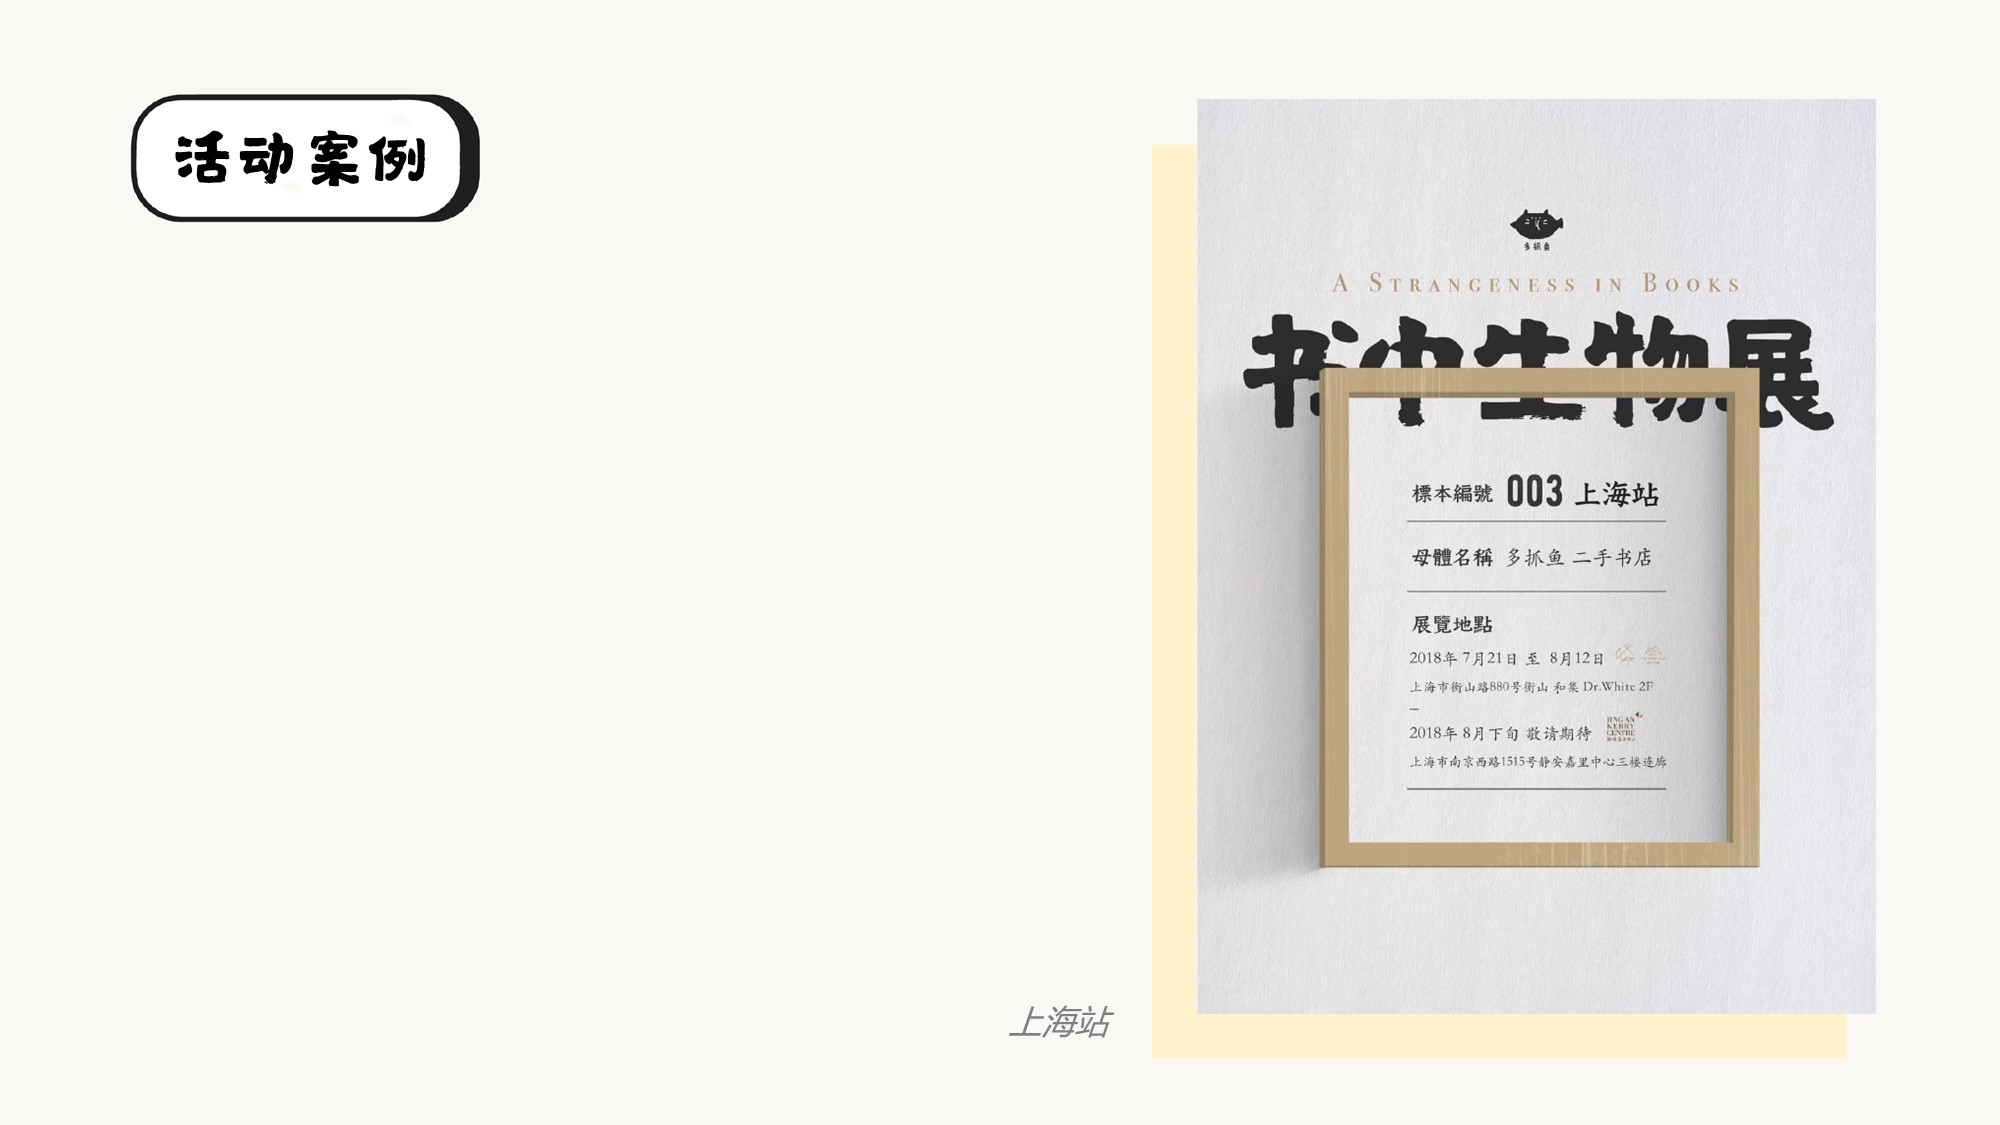 活动案例
多抓鱼
A STRANGENESS IN BOOKS
书中生物展
標本編號 003 上海站
母體名稱 多抓鱼 二手书店
展覽地點
2018年 7月21日 至 8月12日
上海市衡山路880号衡山 和集 Dr.White 2F
–
2018年 8月下旬 敬请期待
JING AN
KERRY
CENTRE
上海市南京西路1515号静安嘉里中心三楼连廊
上海站